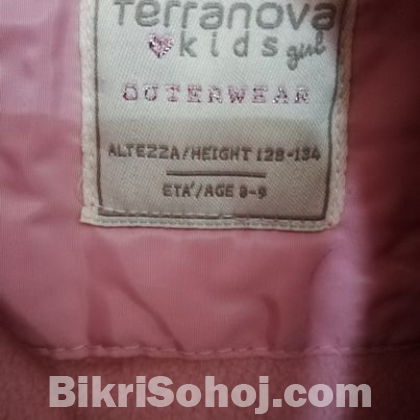 Terranova
kids girl
OUTERWEAR
ALTEZZA/HEIGHT 128-134
ETA'/AGE 8-9
BikriSohoj.com